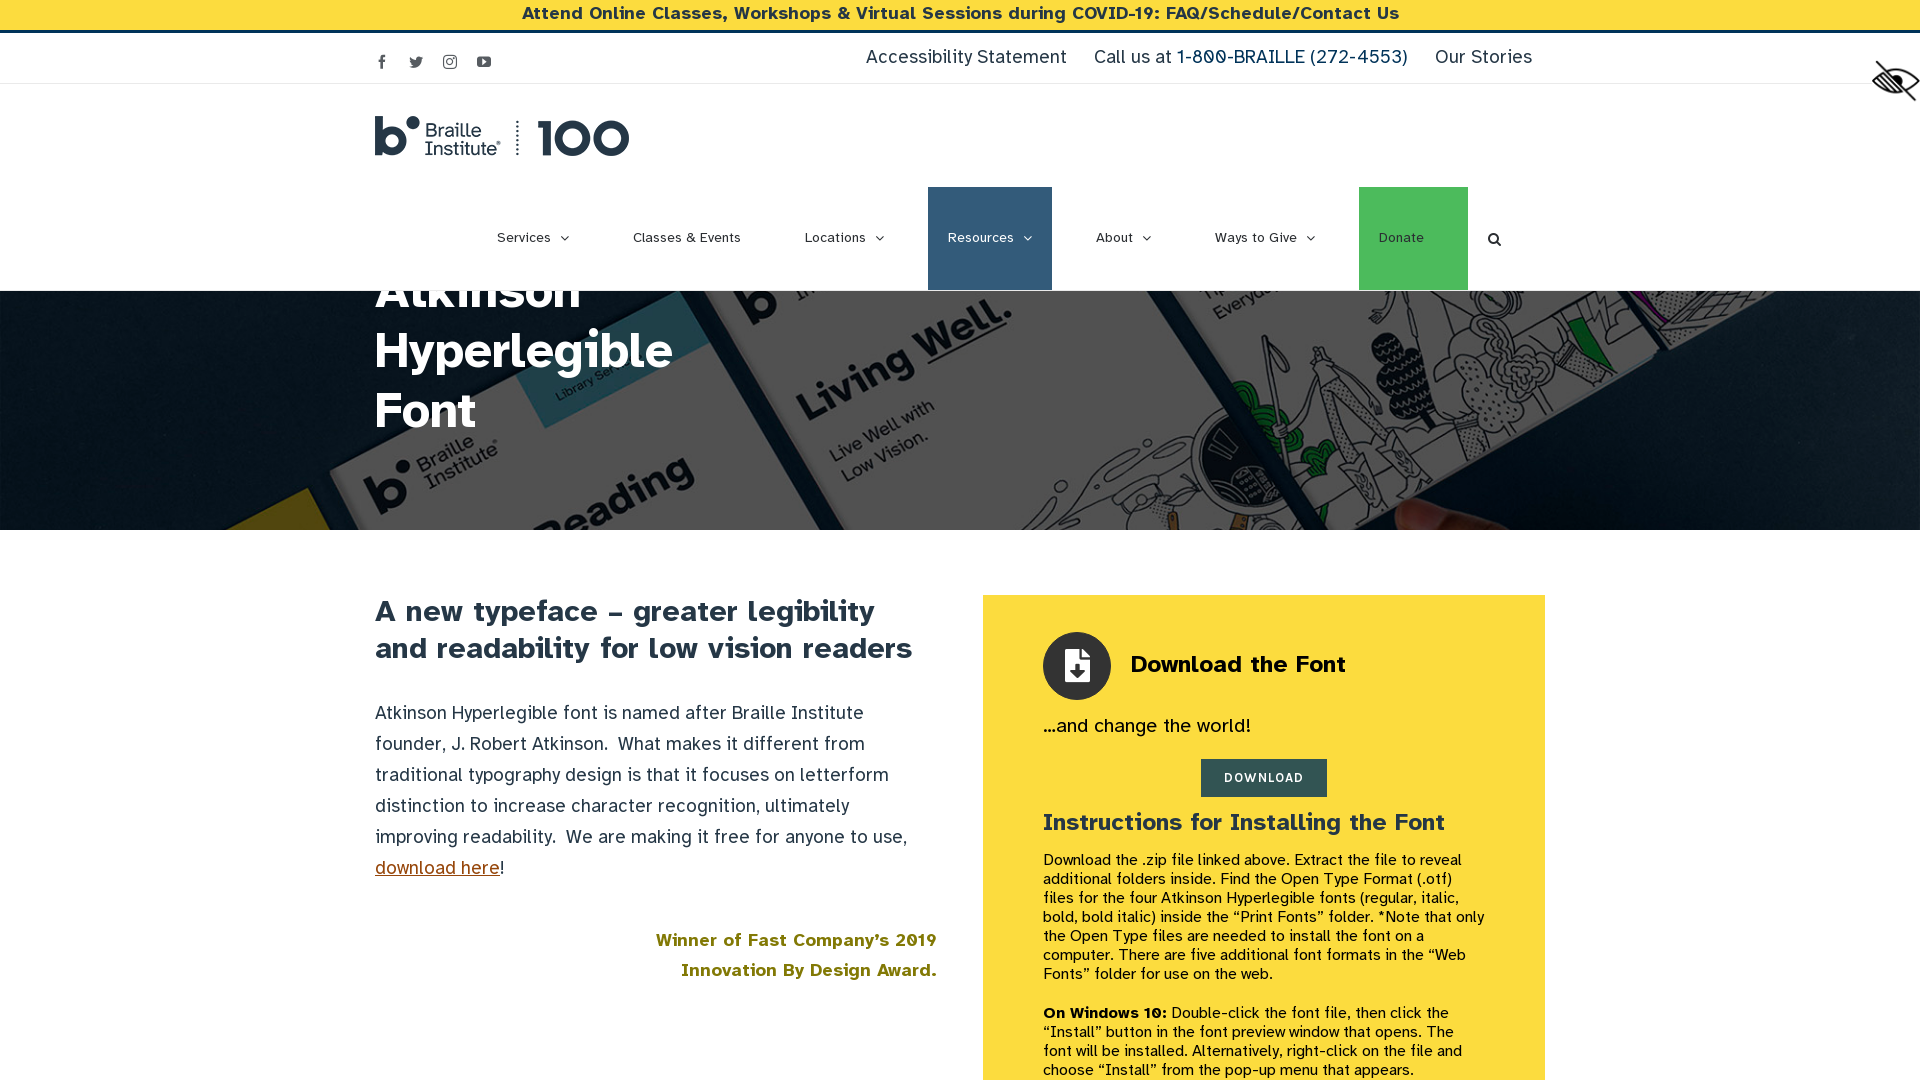 Attend Online Classes, Workshops & Virtual Sessions during COVID-19: FAQ/Schedule/Contact Us
Accessibility Statement
Call us at 1-800-BRAILLE (272-4553)
Our Stories
b Braille
Institute®
100
Services
Classes & Events
Locations
Resources
About
Ways to Give
Donate
Atkinson
Hyperlegible
Font
Living Well.
Live Well with
Low Vision.
Braille
Institute
Reading
A new typeface – greater legibility
and readability for low vision readers
Atkinson Hyperlegible font is named after Braille Institute
founder, J. Robert Atkinson.  What makes it different from
traditional typography design is that it focuses on letterform
distinction to increase character recognition, ultimately
improving readability.  We are making it free for anyone to use,
download here!
Winner of Fast Company’s 2019
Innovation By Design Award.
Download the Font
…and change the world!
DOWNLOAD
Instructions for Installing the Font
Download the .zip file linked above. Extract the file to reveal
additional folders inside. Find the Open Type Format (.otf)
files for the four Atkinson Hyperlegible fonts (regular, italic,
bold, bold italic) inside the “Print Fonts” folder. *Note that only
the Open Type files are needed to install the font on a
computer. There are five additional font formats in the “Web
Fonts” folder for use on the web.
On Windows 10: Double-click the font file, then click the
“Install” button in the font preview window that opens. The
font will be installed. Alternatively, right-click on the file and
choose “Install” from the pop-up menu that appears.